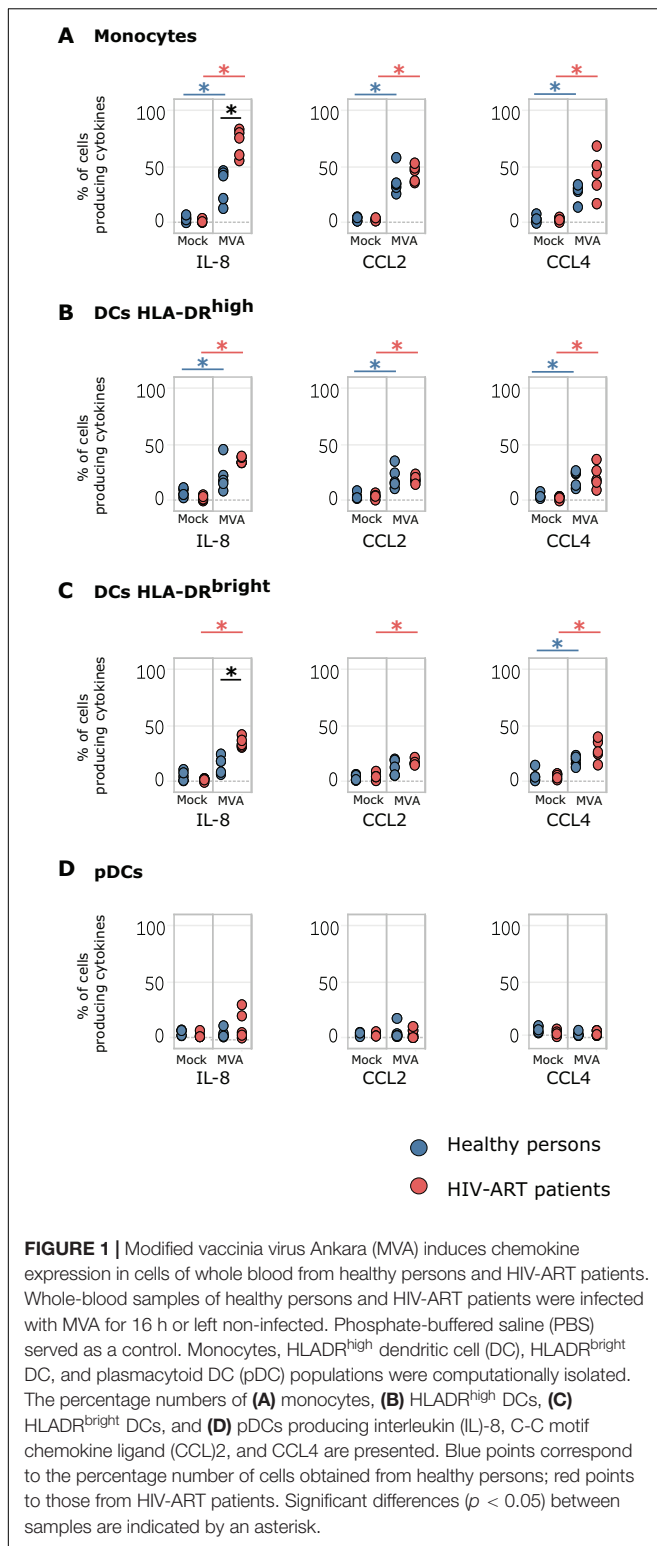 A Monocytes
* * *
* * *
*
% of cells
producing cytokines
100 100 100
50 50 50
0 0 0
Mock MVA Mock MVA Mock MVA
IL-8 CCL2 CCL4
B DCs HLA-DRhigh
* * *
* * *
% of cells
producing cytokines
100 100 100
50 50 50
0 0 0
Mock MVA Mock MVA Mock MVA
IL-8 CCL2 CCL4
C DCs HLA-DRbright
* * *
*
*
% of cells
producing cytokines
100 100 100
50 50 50
0 0 0
Mock MVA Mock MVA Mock MVA
IL-8 CCL2 CCL4
D pDCs
% of cells
producing cytokines
100 100 100
50 50 50
0 0 0
Mock MVA Mock MVA Mock MVA
IL-8 CCL2 CCL4
Healthy persons
HIV-ART patients
FIGURE 1 | Modified vaccinia virus Ankara (MVA) induces chemokine
expression in cells of whole blood from healthy persons and HIV-ART patients.
Whole-blood samples of healthy persons and HIV-ART patients were infected
with MVA for 16 h or left non-infected. Phosphate-buffered saline (PBS)
served as a control. Monocytes, HLADRhigh dendritic cell (DC), HLADRbright
DC, and plasmacytoid DC (pDC) populations were computationally isolated.
The percentage numbers of (A) monocytes, (B) HLADRhigh DCs, (C)
HLADRbright DCs, and (D) pDCs producing interleukin (IL)-8, C-C motif
chemokine ligand (CCL)2, and CCL4 are presented. Blue points correspond
to the percentage number of cells obtained from healthy persons; red points
to those from HIV-ART patients. Significant differences (p < 0.05) between
samples are indicated by an asterisk.